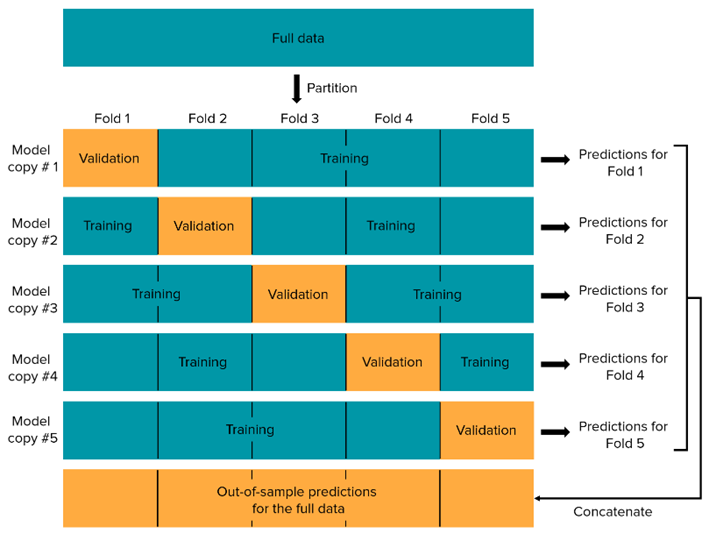 Full data
Partition
Fold 1 Fold 2 Fold 3 Fold 4 Fold 5
Model
copy # 1
Validation
Training
Predictions for
Fold 1
Model
copy #2
Training
Validation
Training
Predictions for
Fold 2
Model
copy #3
Training
Validation
Training
Predictions for
Fold 3
Model
copy #4
Training
Validation
Training
Predictions for
Fold 4
Model
copy #5
Training
Validation
Predictions for
Fold 5
Out-of-sample predictions
for the full data
Concatenate